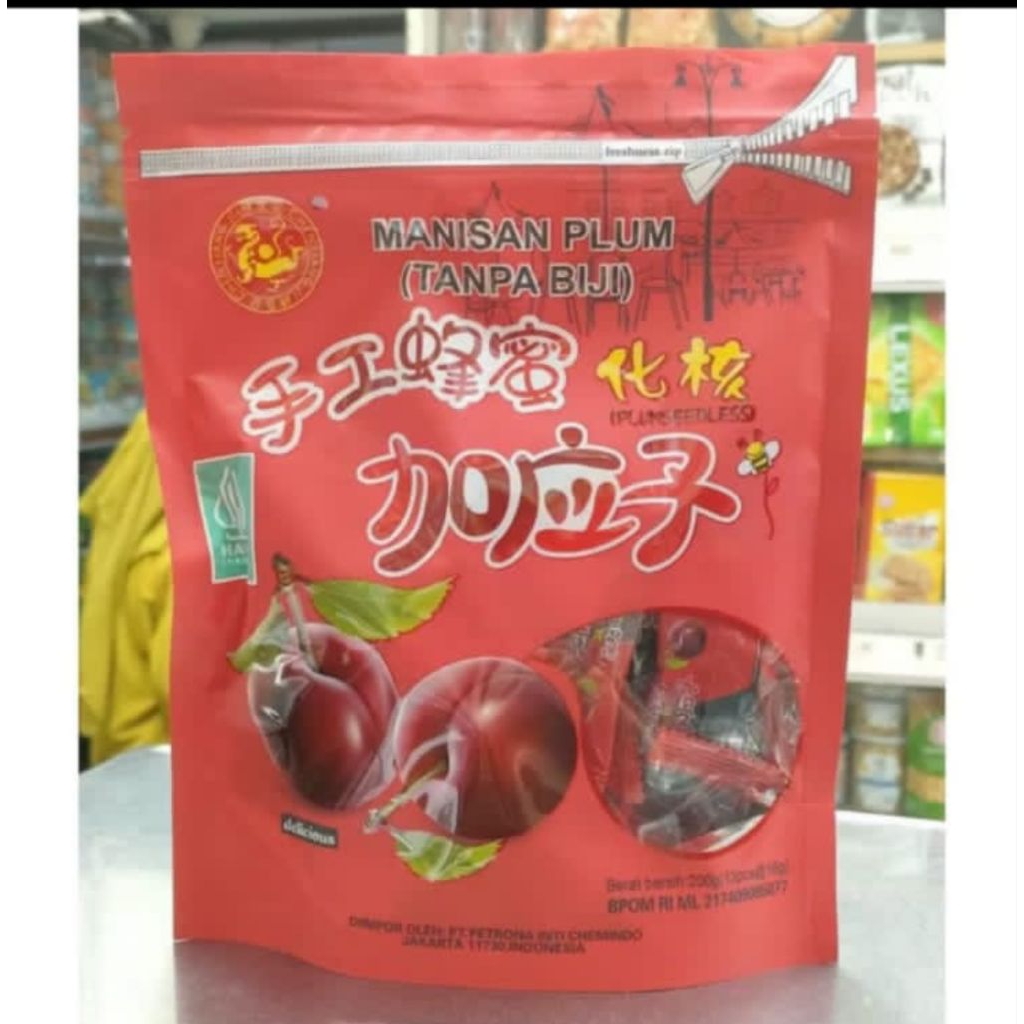 freshness zip
MANISAN PLUM
(TANPA BIJI)
手工蜂蜜 化核
(PLUM SEEDLESS)
加应子
LEXUS
delicious
Berat bersih 200g
BPOM RI ML
DIIMPOR OLEH: PT.PETRONA INTI CHEMINDO
JAKARTA 11730,INDONESIA